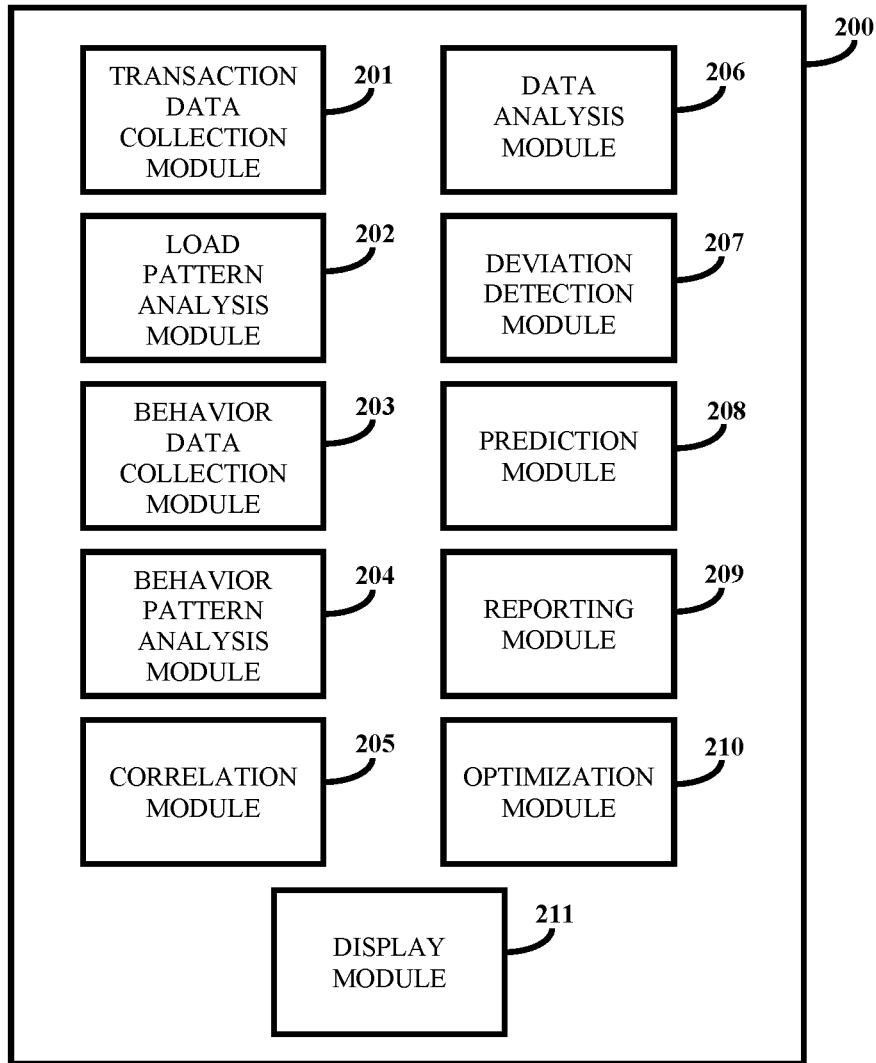 200
TRANSACTION
DATA
COLLECTION
MODULE
201
DATA
ANALYSIS
MODULE
206
LOAD
PATTERN
ANALYSIS
MODULE
202
DEVIATION
DETECTION
MODULE
207
BEHAVIOR
DATA
COLLECTION
MODULE
203
PREDICTION
MODULE
208
BEHAVIOR
PATTERN
ANALYSIS
MODULE
204
REPORTING
MODULE
209
CORRELATION
MODULE
205
OPTIMIZATION
MODULE
210
DISPLAY
MODULE
211